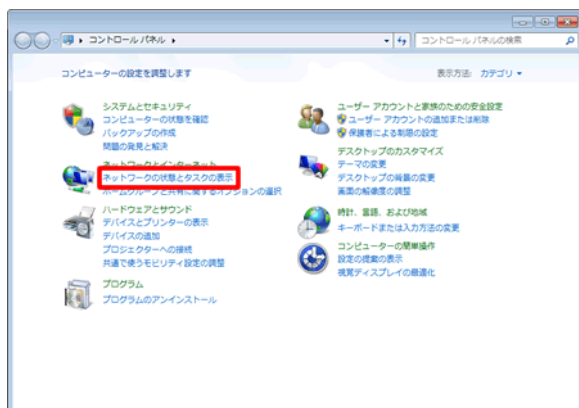 コントロール パネル
コントロール パネルの検索
コンピューターの設定を調整します
表示方法: カテゴリ
システムとセキュリティ
コンピューターの状態を確認
バックアップの作成
問題の発見と解決
ネットワークとインターネット
ネットワークの状態とタスクの表示
ホームグループと共有に関するオプションの選択
ハードウェアとサウンド
デバイスとプリンターの表示
デバイスの追加
プロジェクターへの接続
共通で使うモビリティ設定の調整
プログラム
プログラムのアンインストール
ユーザー アカウントと家族のための安全設定
ユーザー アカウントの追加または削除
保護者による制限の設定
デスクトップのカスタマイズ
テーマの変更
デスクトップの背景の変更
画面の解像度の調整
時計、言語、および地域
キーボードまたは入力方法の変更
コンピューターの簡単操作
設定の提案の表示
視覚ディスプレイの最適化